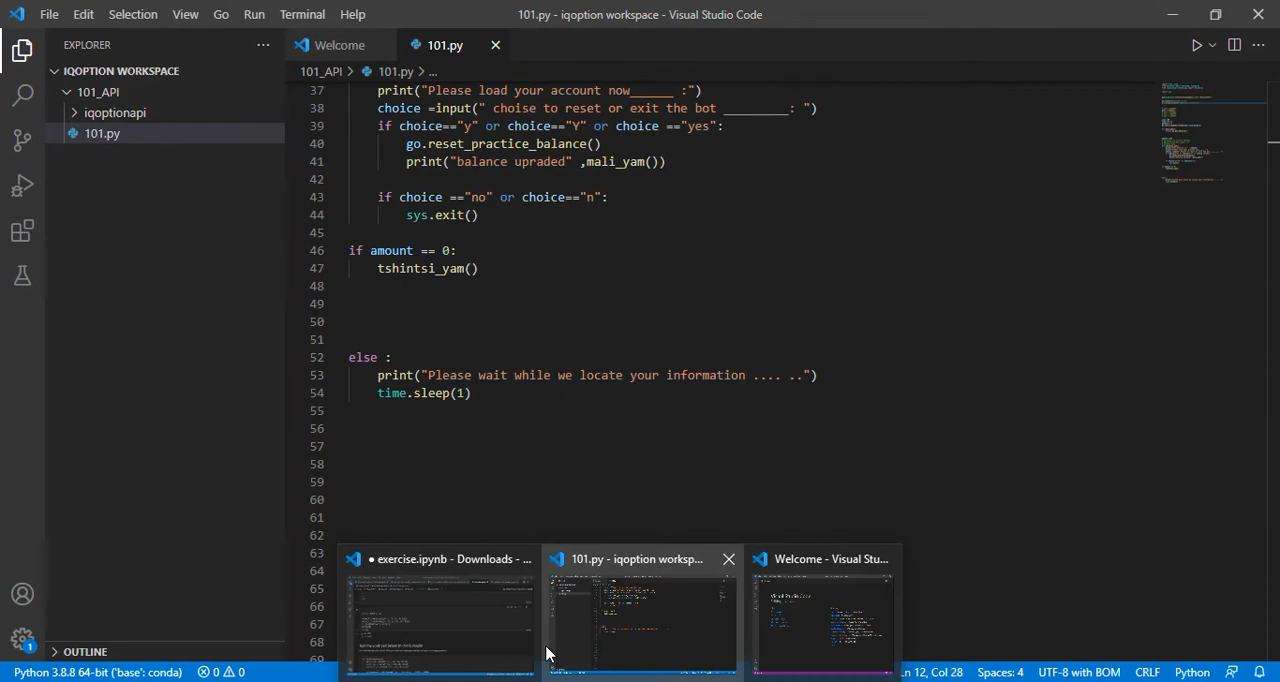 File Edit Selection View Go Run Terminal Help
101.py - iqoption workspace - Visual Studio Code
EXPLORER
Welcome
101.py
IQOPTION WORKSPACE
101_API > 101.py > ...
101_API
iqoptionapi
101.py
37 print("Please load your account now______ :")
38 choice =input(" choise to reset or exit the bot _________: ")
39 if choice=="y" or choice=="Y" or choice =="yes":
40 go.reset_practice_balance()
41 print("balance upraded" ,mali_yam())
42
43 if choice =="no" or choice=="n":
44 sys.exit()
45
46 if amount == 0:
47 tshintsi_yam()
48
49
50
51
52 else :
53 print("Please wait while we locate your information .... ..")
54 time.sleep(1)
55
56
57
58
59
60
61
62
63
64
65
66
67
68
69
● exercise.ipynb - Downloads - ...
101.py - iqoption worksp...
Welcome - Visual Stu...
OUTLINE
1
Python 3.8.8 64-bit ('base': conda) 0 0
Ln 12, Col 28 Spaces: 4 UTF-8 with BOM CRLF Python